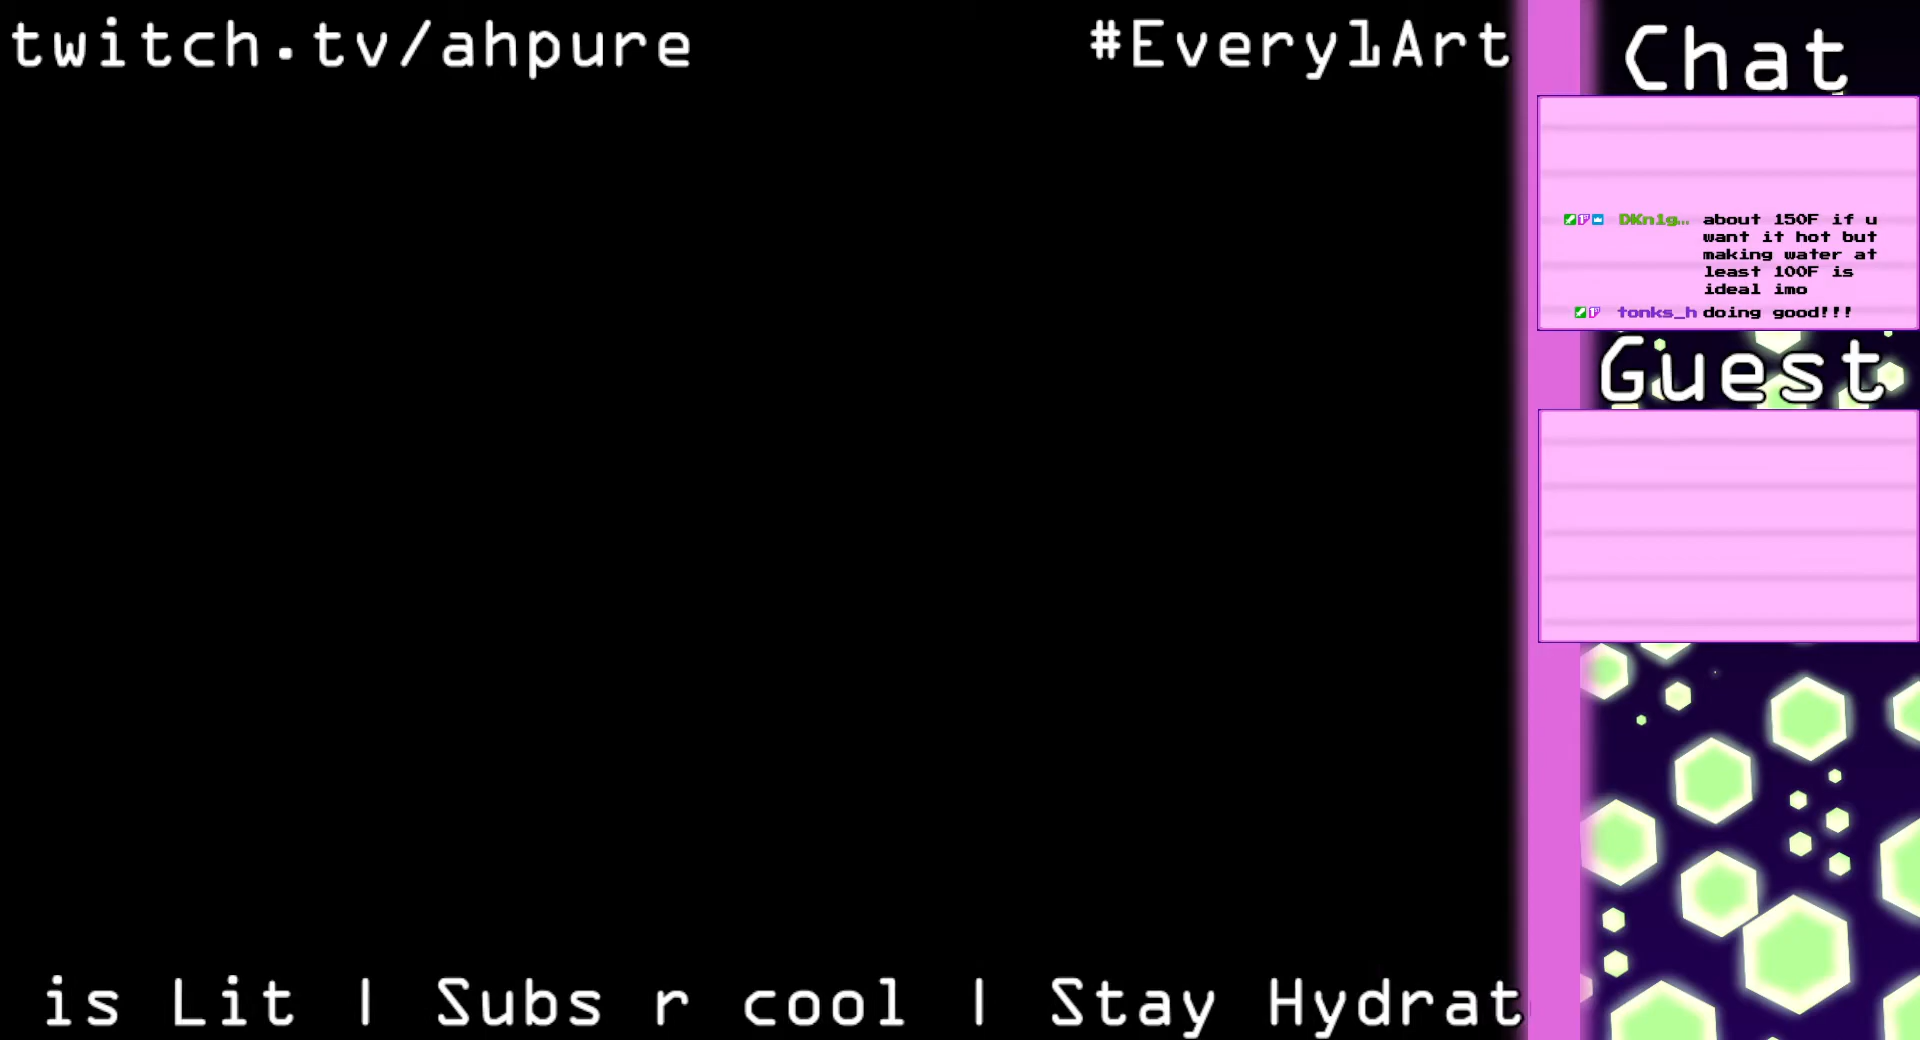 twitch.tv/ahpure
#Every1Art
Chat
DKn1g… about 150F if u
want it hot but
making water at
least 100F is
ideal imo
tonks_h doing good!!!
Guest
is Lit | Subs r cool | Stay Hydrat